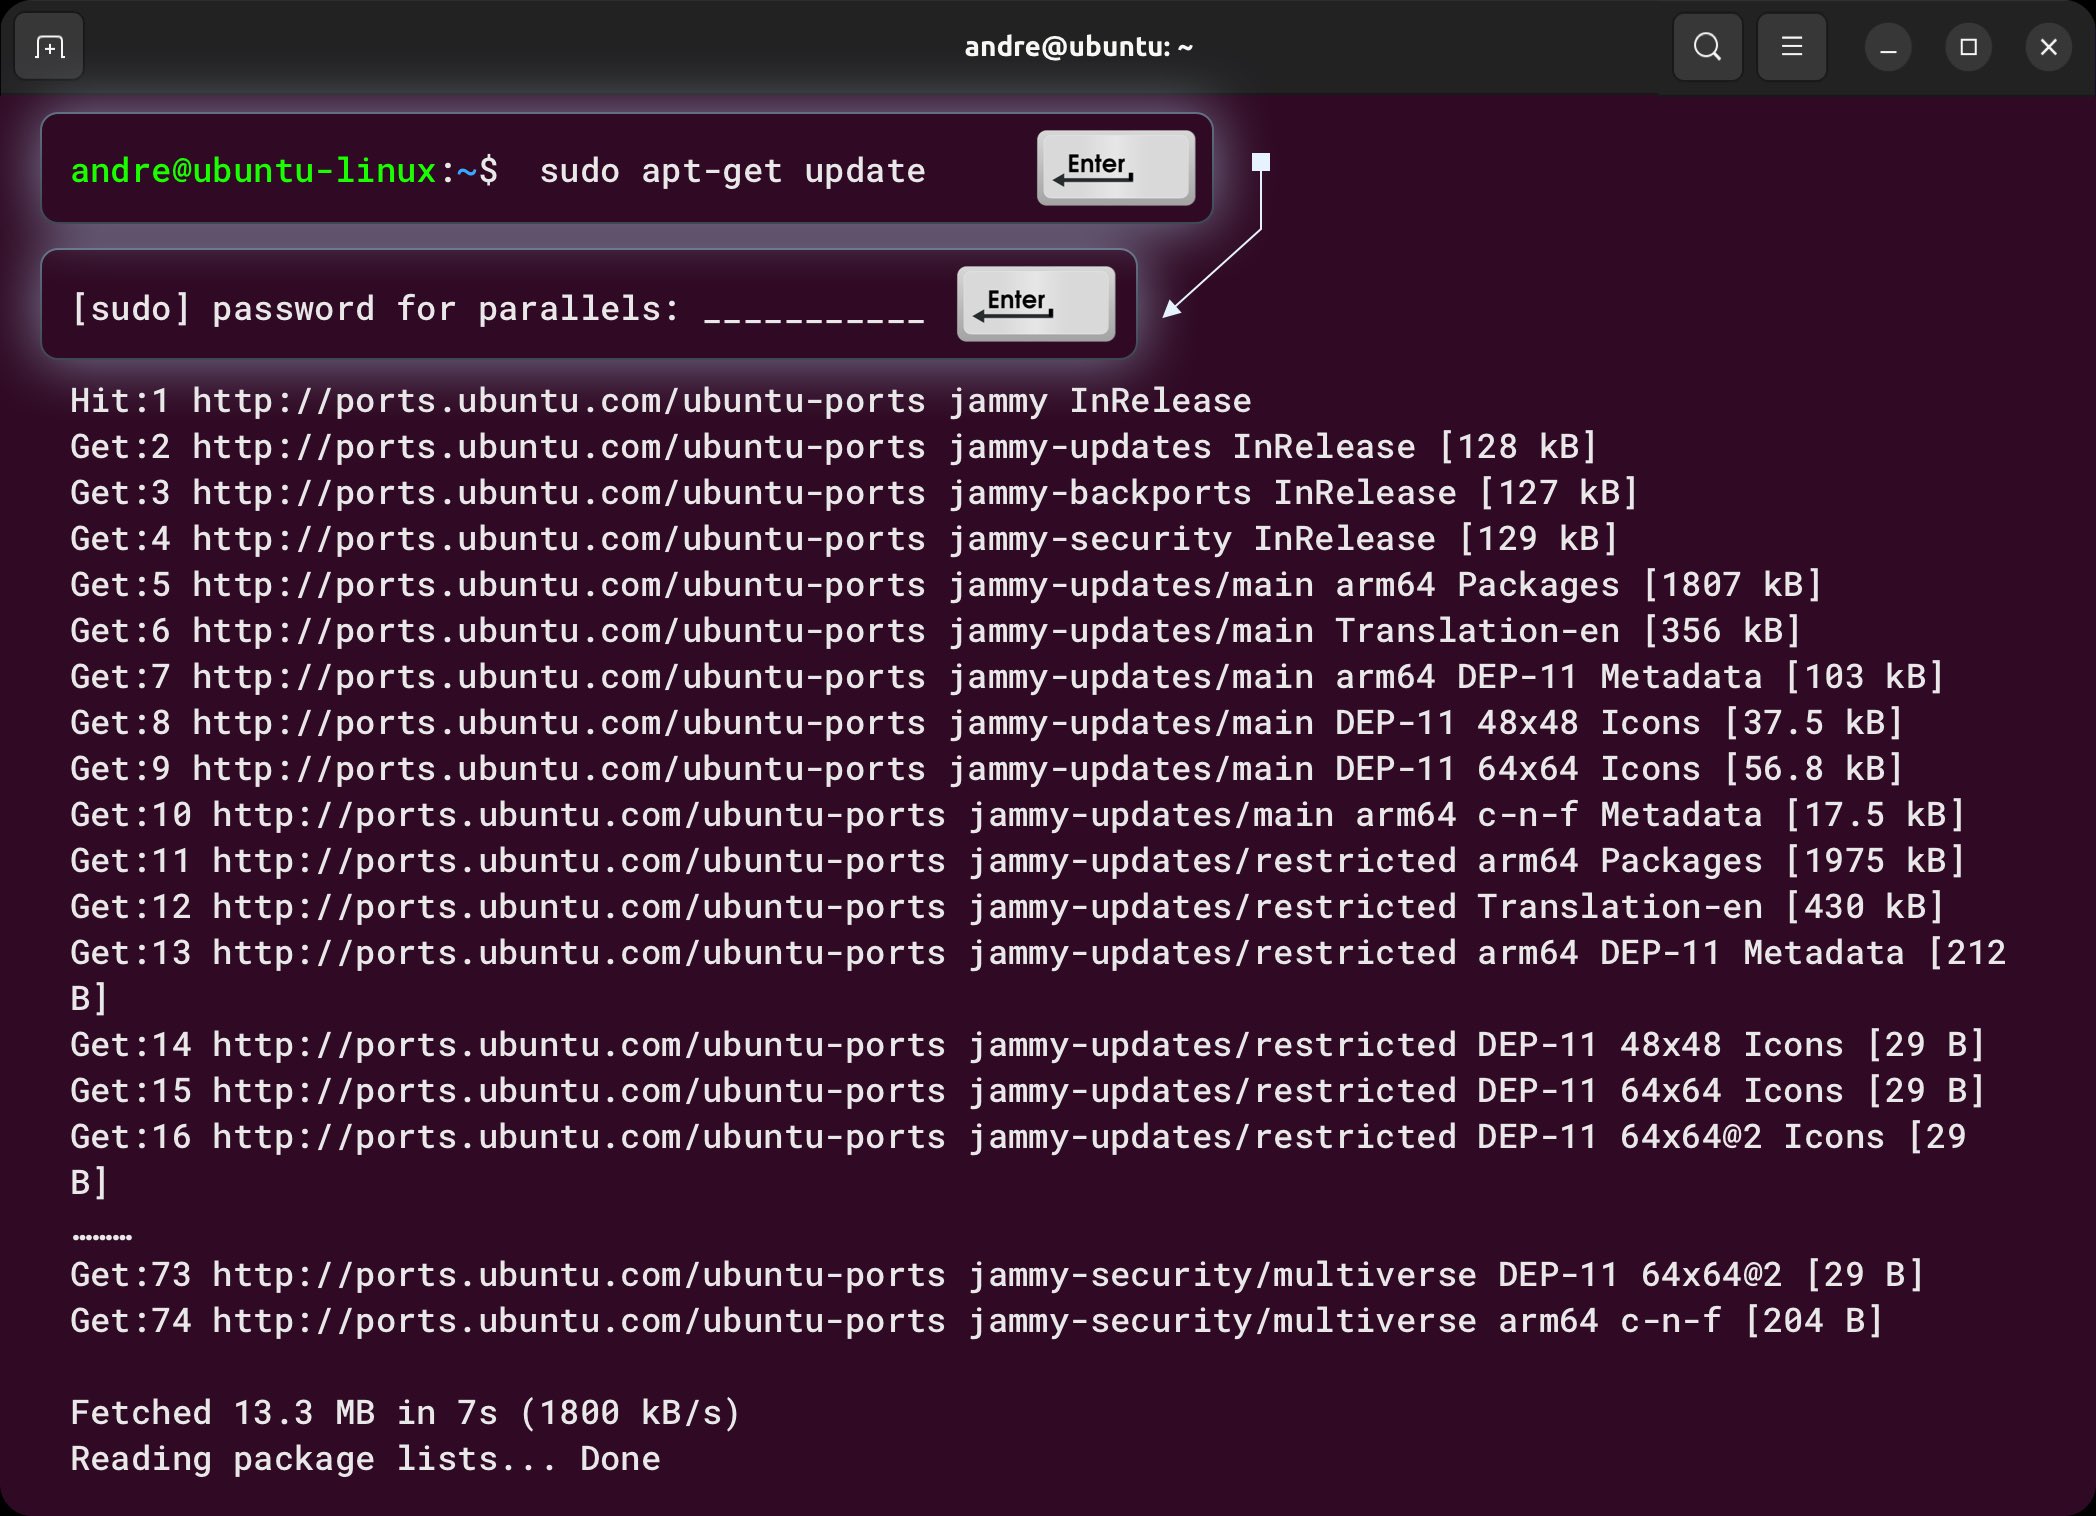 andre@ubuntu: ~
andre@ubuntu-linux:~$ sudo apt-get update Enter
[sudo] password for parallels: ___________ Enter
Hit:1 http://ports.ubuntu.com/ubuntu-ports jammy InRelease
Get:2 http://ports.ubuntu.com/ubuntu-ports jammy-updates InRelease [128 kB]
Get:3 http://ports.ubuntu.com/ubuntu-ports jammy-backports InRelease [127 kB]
Get:4 http://ports.ubuntu.com/ubuntu-ports jammy-security InRelease [129 kB]
Get:5 http://ports.ubuntu.com/ubuntu-ports jammy-updates/main arm64 Packages [1807 kB]
Get:6 http://ports.ubuntu.com/ubuntu-ports jammy-updates/main Translation-en [356 kB]
Get:7 http://ports.ubuntu.com/ubuntu-ports jammy-updates/main arm64 DEP-11 Metadata [103 kB]
Get:8 http://ports.ubuntu.com/ubuntu-ports jammy-updates/main DEP-11 48x48 Icons [37.5 kB]
Get:9 http://ports.ubuntu.com/ubuntu-ports jammy-updates/main DEP-11 64x64 Icons [56.8 kB]
Get:10 http://ports.ubuntu.com/ubuntu-ports jammy-updates/main arm64 c-n-f Metadata [17.5 kB]
Get:11 http://ports.ubuntu.com/ubuntu-ports jammy-updates/restricted arm64 Packages [1975 kB]
Get:12 http://ports.ubuntu.com/ubuntu-ports jammy-updates/restricted Translation-en [430 kB]
Get:13 http://ports.ubuntu.com/ubuntu-ports jammy-updates/restricted arm64 DEP-11 Metadata [212
B]
Get:14 http://ports.ubuntu.com/ubuntu-ports jammy-updates/restricted DEP-11 48x48 Icons [29 B]
Get:15 http://ports.ubuntu.com/ubuntu-ports jammy-updates/restricted DEP-11 64x64 Icons [29 B]
Get:16 http://ports.ubuntu.com/ubuntu-ports jammy-updates/restricted DEP-11 64x64@2 Icons [29
B]
………
Get:73 http://ports.ubuntu.com/ubuntu-ports jammy-security/multiverse DEP-11 64x64@2 [29 B]
Get:74 http://ports.ubuntu.com/ubuntu-ports jammy-security/multiverse arm64 c-n-f [204 B]
Fetched 13.3 MB in 7s (1800 kB/s)
Reading package lists... Done